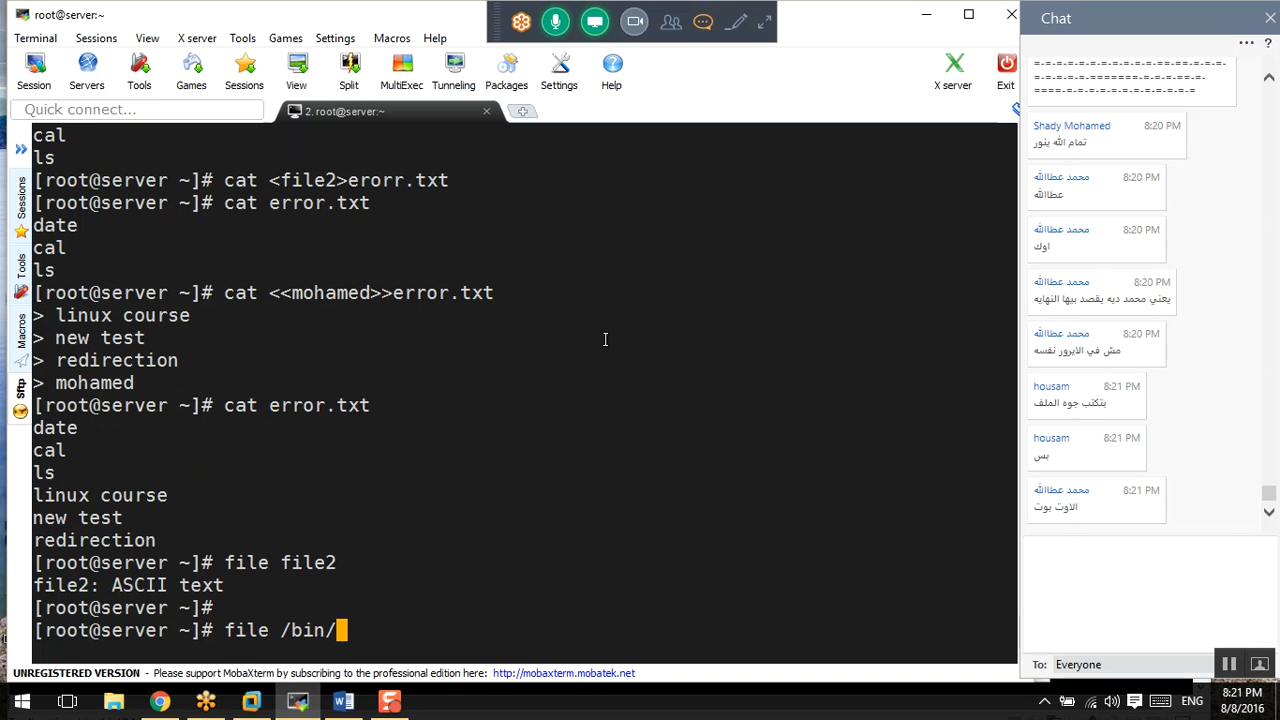 root@server:~
Terminal Sessions View X server Tools Games Settings Macros Help
Session Servers Tools Games Sessions View Split MultiExec Tunneling Packages Settings Help X server Exit
Quick connect...
2. root@server:~
Sessions
Tools
Macros
Sftp
cal
ls
[root@server ~]# cat <file2>erorr.txt
[root@server ~]# cat error.txt
date
cal
ls
[root@server ~]# cat <<mohamed>>error.txt
> linux course
> new test
> redirection
> mohamed
[root@server ~]# cat error.txt
date
cal
ls
linux course
new test
redirection
[root@server ~]# file file2
file2: ASCII text
[root@server ~]#
[root@server ~]# file /bin/
UNREGISTERED VERSION - Please support MobaXterm by subscribing to the professional edition here: http://mobaxterm.mobatek.net
Chat
Shady Mohamed 8:20 PM
تمام الله ينور
محمد عطاالله 8:20 PM
عطاالله
محمد عطاالله 8:20 PM
اوك
محمد عطاالله 8:20 PM
يعني محمد ديه يقصد بيها النهايه
محمد عطاالله 8:20 PM
مش في الايرور نفسه
housam 8:21 PM
بتكتب جوه الملف
housam 8:21 PM
بس
محمد عطاالله 8:21 PM
الاوت بوت
To: Everyone
ENG
8:21 PM
8/8/2016